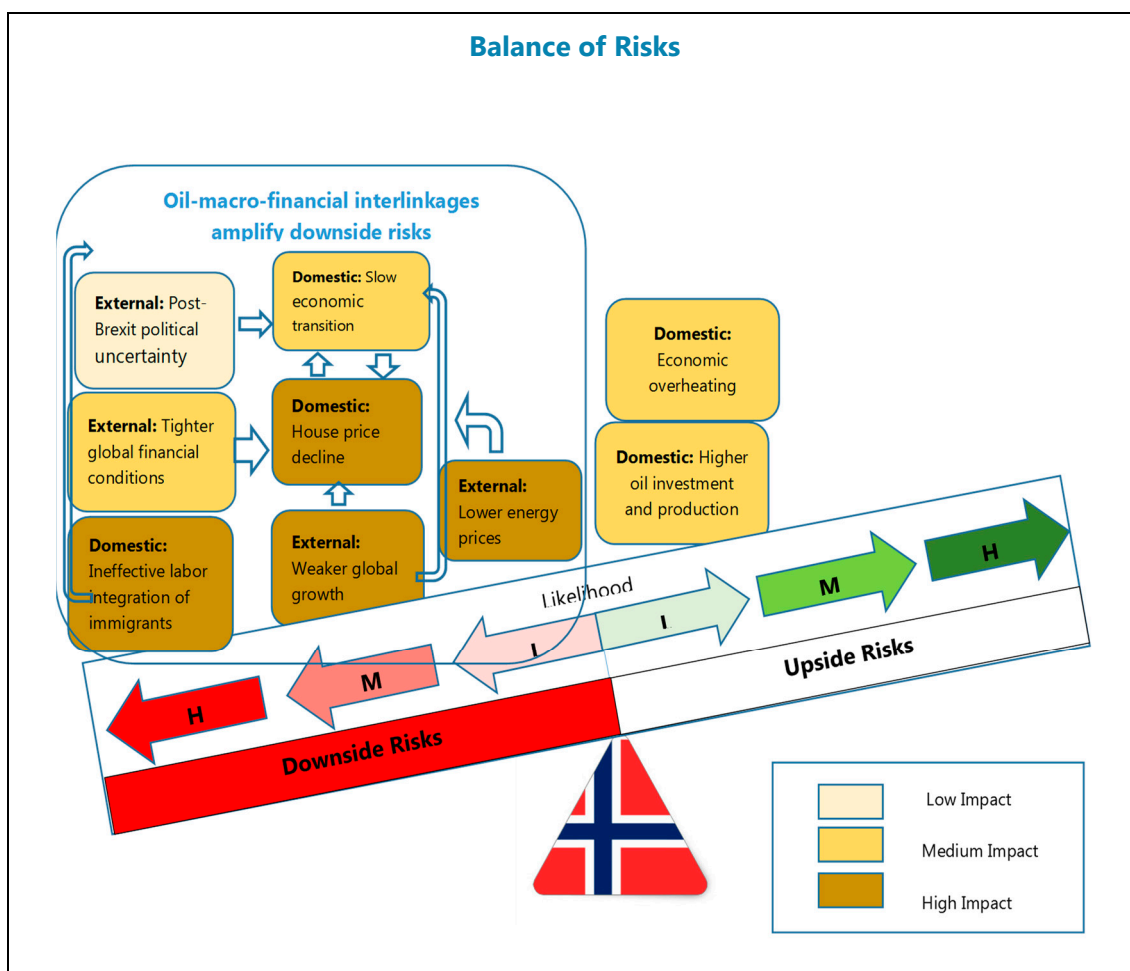 Balance of Risks
Oil-macro-financial interlinkages
amplify downside risks
External: Post-
Brexit political
uncertainty
Domestic: Slow
economic
transition
External: Tighter
global financial
conditions
Domestic:
House price
decline
Domestic:
Ineffective labor
integration of
immigrants
External:
Weaker global
growth
External:
Lower energy
prices
Domestic:
Economic
overheating
Domestic: Higher
oil investment
and production
Likelihood
H
M
L
L
M
H
Downside Risks
Upside Risks
Low Impact
Medium Impact
High Impact